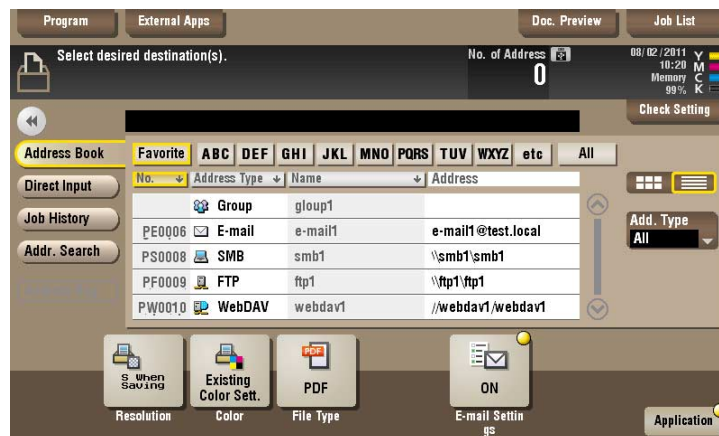 Program External Apps Doc. Preview Job List
Select desired destination(s). No. of Address 08/02/2011 Y
10:20 M
0 Memory C
99% K
Check Setting
Address Book Favorite ABC DEF GHI JKL MNO PQRS TUV WXYZ etc All
Direct Input No. Address Type Name Address
Group gloup1
Job History Add. Type
PE0006 E-mail e-mail1 e-mail1@test.local All
Addr. Search PS0008 SMB smb1 \\smb1\smb1
PF0009 FTP ftp1 \\ftp1\ftp1
PW0010 WebDAV webdav1 //webdav1/webdav1
S When
Saving Existing
Color Sett. PDF ON
Resolution Color File Type E-mail Settin
gs Application